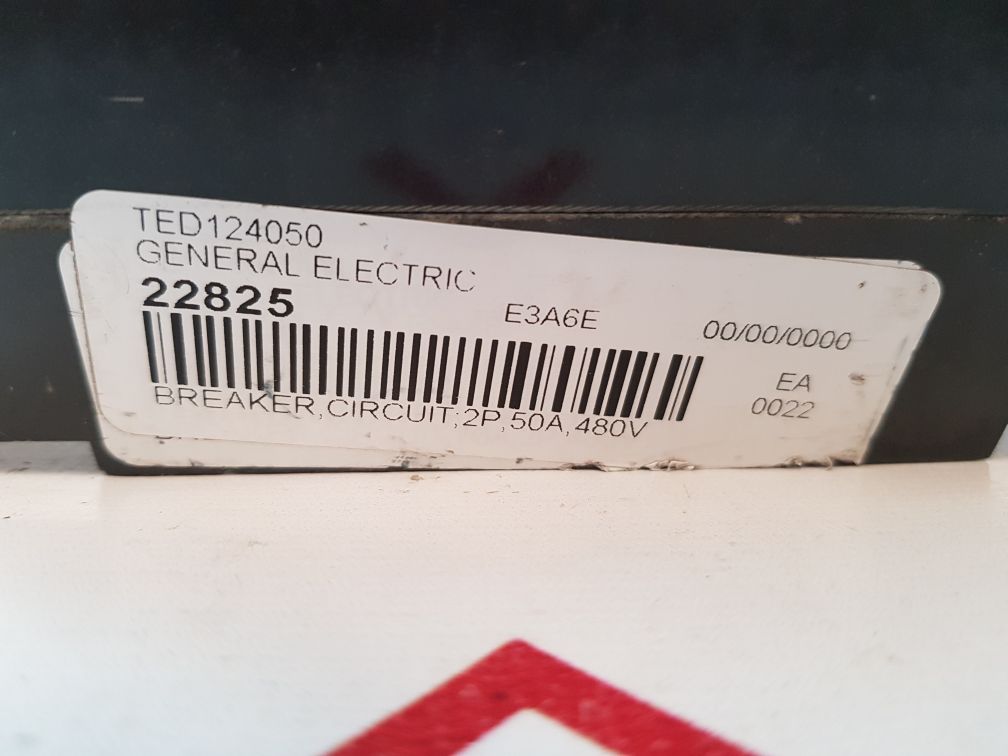 TED124050
GENERAL ELECTRIC
22825
E3A6E
00/00/0000
EA
0022
BREAKER,CIRCUIT;2P,50A,480V